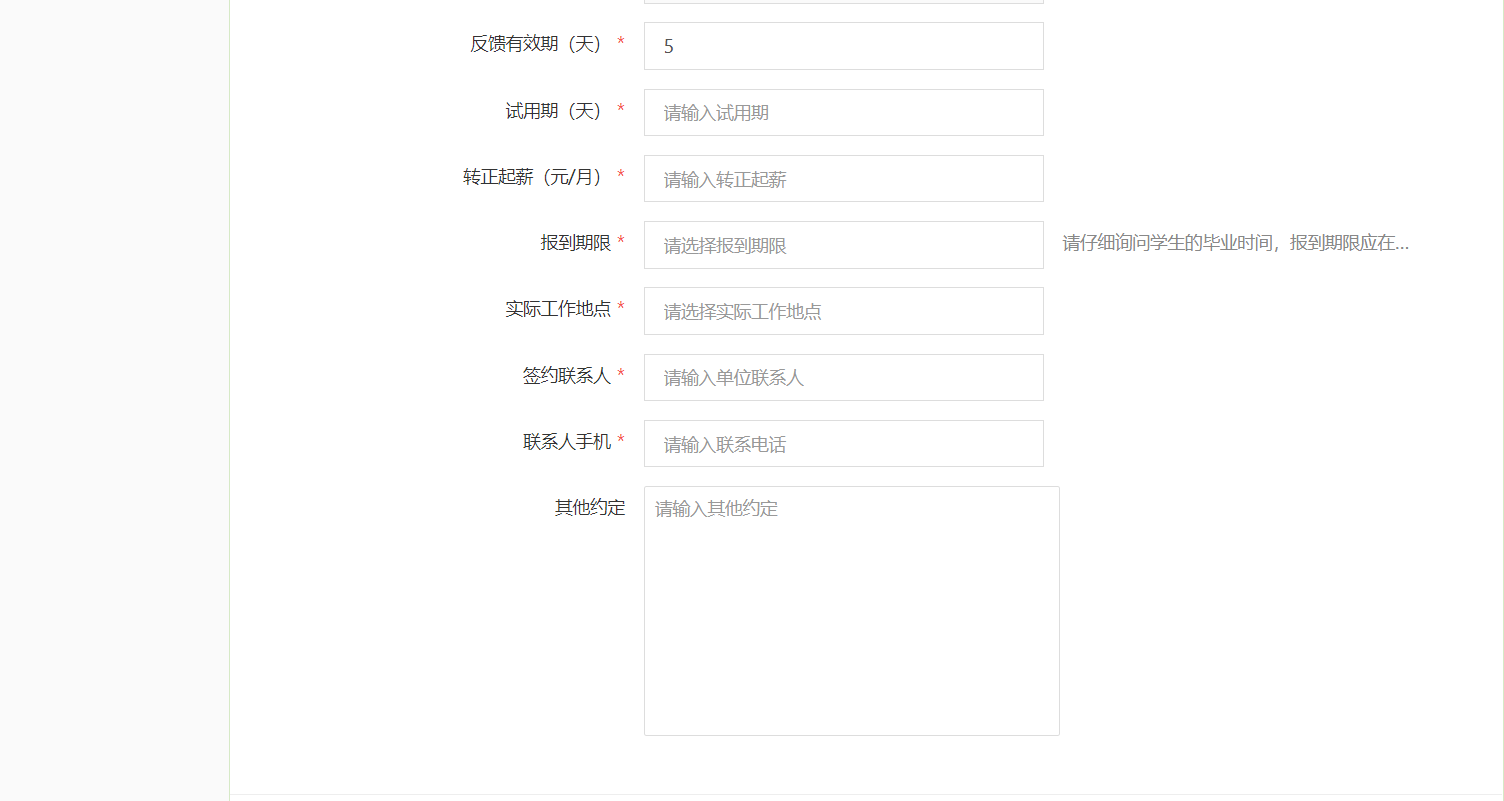 反馈有效期（天） * 5
试用期（天） * 请输入试用期
转正起薪（元/月） * 请输入转正起薪
报到期限 * 请选择报到期限 请仔细询问学生的毕业时间，报到期限应在...
实际工作地点 * 请选择实际工作地点
签约联系人 * 请输入单位联系人
联系人手机 * 请输入联系电话
其他约定 请输入其他约定